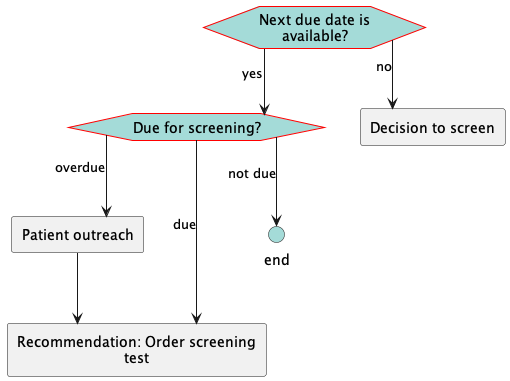 Next due date is
available?
yes
no
Due for screening?
Decision to screen
overdue
not due
due
Patient outreach
end
Recommendation: Order screening
test